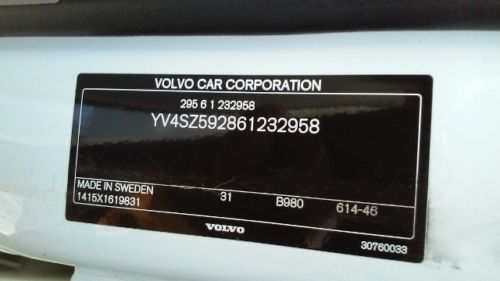 VOLVO CAR CORPORATION
295 6 1 232958
YV4SZ592861232958
MADE IN SWEDEN
1415X1619831 31 B980 614-46
VOLVO
30760033